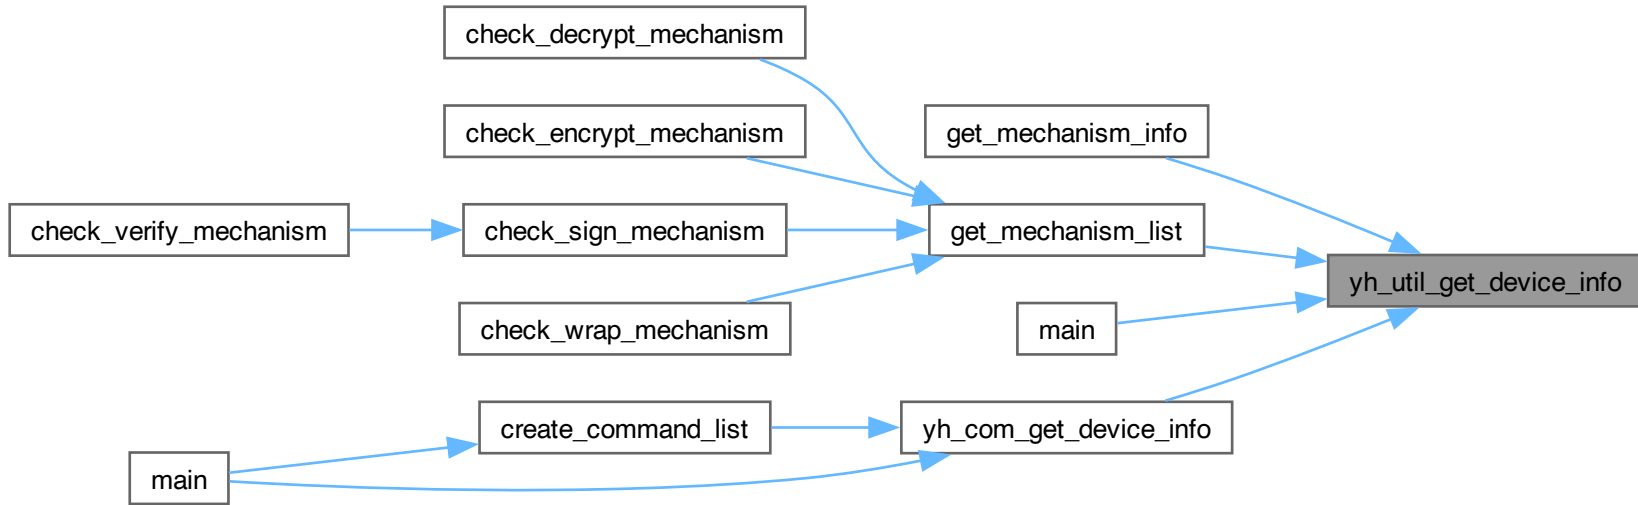 check_decrypt_mechanism
check_encrypt_mechanism
get_mechanism_info
check_verify_mechanism
check_sign_mechanism
get_mechanism_list
yh_util_get_device_info
check_wrap_mechanism
main
create_command_list
yh_com_get_device_info
main